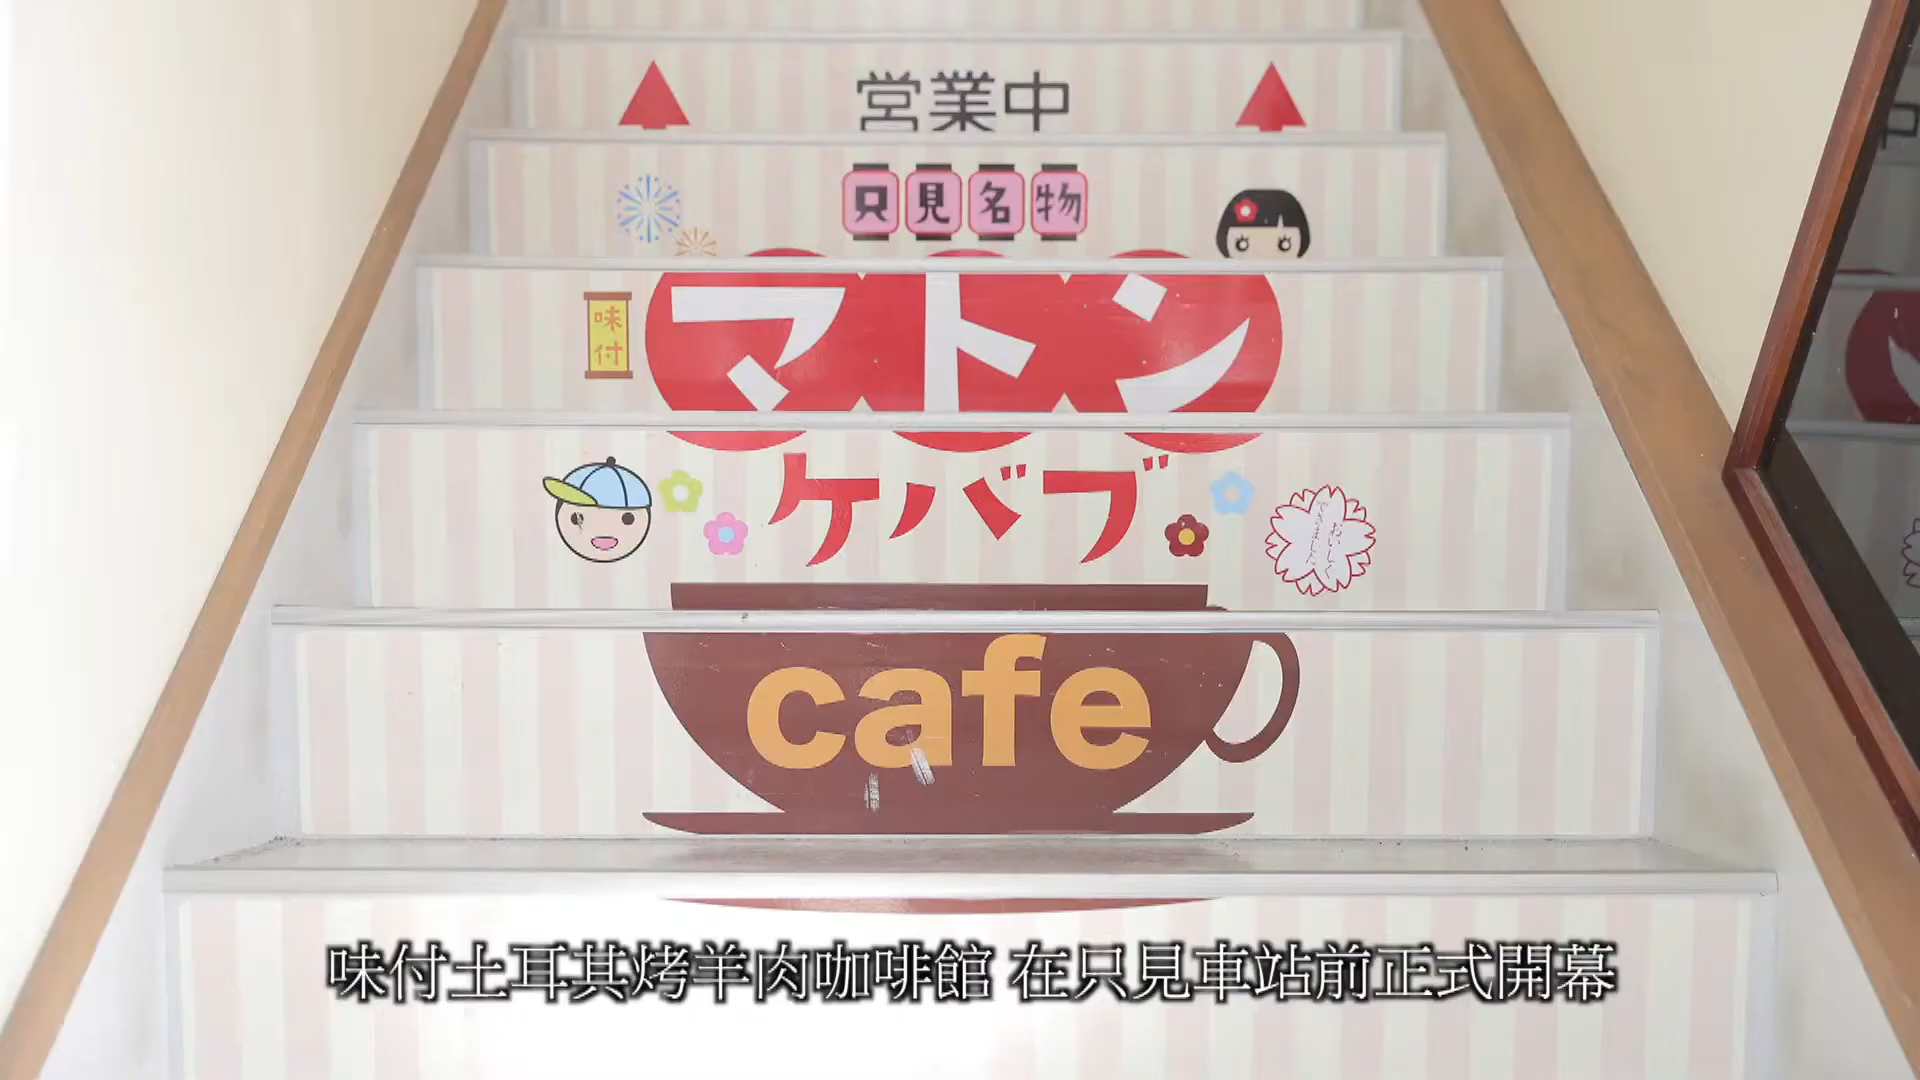 営業中
只見名物
味付
マトン
ケバブ
cafe
味付土耳其烤羊肉咖啡館 在只見車站前正式開幕